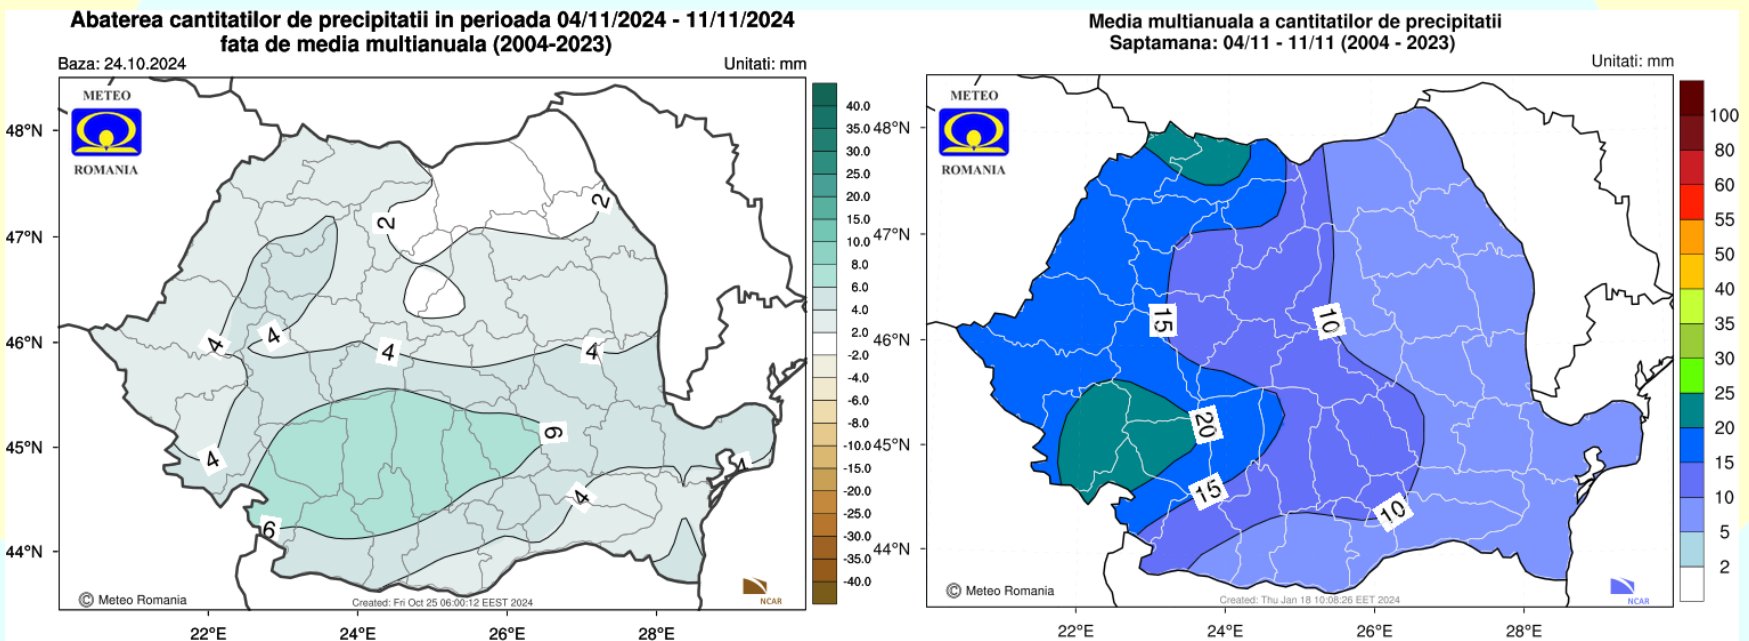 Abaterea cantitatilor de precipitatii in perioada 04/11/2024 - 11/11/2024
fata de media multianuala (2004-2023)
Baza: 24.10.2024
Unitati: mm
METEO
ROMANIA
48°N
47°N
46°N
45°N
44°N
22°E
24°E
26°E
28°E
2
2
4
4
4
4
4
6
4
4
6
40.0
35.0
30.0
25.0
20.0
15.0
10.0
8.0
6.0
4.0
2.0
-2.0
-4.0
-6.0
-8.0
-10.0
-15.0
-20.0
-25.0
-30.0
-35.0
-40.0
© Meteo Romania
Created: Fri Oct 25 06:00:12 EEST 2024
NCAR
Media multianuala a cantitatilor de precipitatii
Saptamana: 04/11 - 11/11 (2004 - 2023)
Unitati: mm
METEO
ROMANIA
48°N
47°N
46°N
45°N
44°N
22°E
24°E
26°E
28°E
15
10
20
15
10
100
80
60
55
50
40
35
30
25
20
15
10
5
2
© Meteo Romania
Created: Thu Jan 18 10:08:26 EET 2024
NCAR